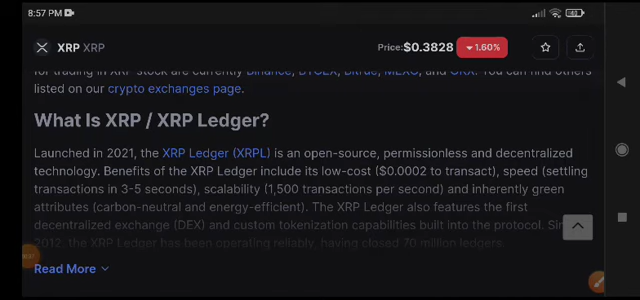 8:57 PM
XRP XRP Price:$0.3828 1.60%
for trading in XRP stock are currently Binance, BTCEX, Bitrue, MEXC, and OKX. You can find others
listed on our crypto exchanges page.
What Is XRP / XRP Ledger?
Launched in 2021, the XRP Ledger (XRPL) is an open-source, permissionless and decentralized
technology. Benefits of the XRP Ledger include its low-cost ($0.0002 to transact), speed (settling
transactions in 3-5 seconds), scalability (1,500 transactions per second) and inherently green
attributes (carbon-neutral and energy-efficient). The XRP Ledger also features the first
decentralized exchange (DEX) and custom tokenization capabilities built into the protocol. Sin
2012, the XRP Ledger has been operating reliably, having closed 70 million ledgers.
Read More